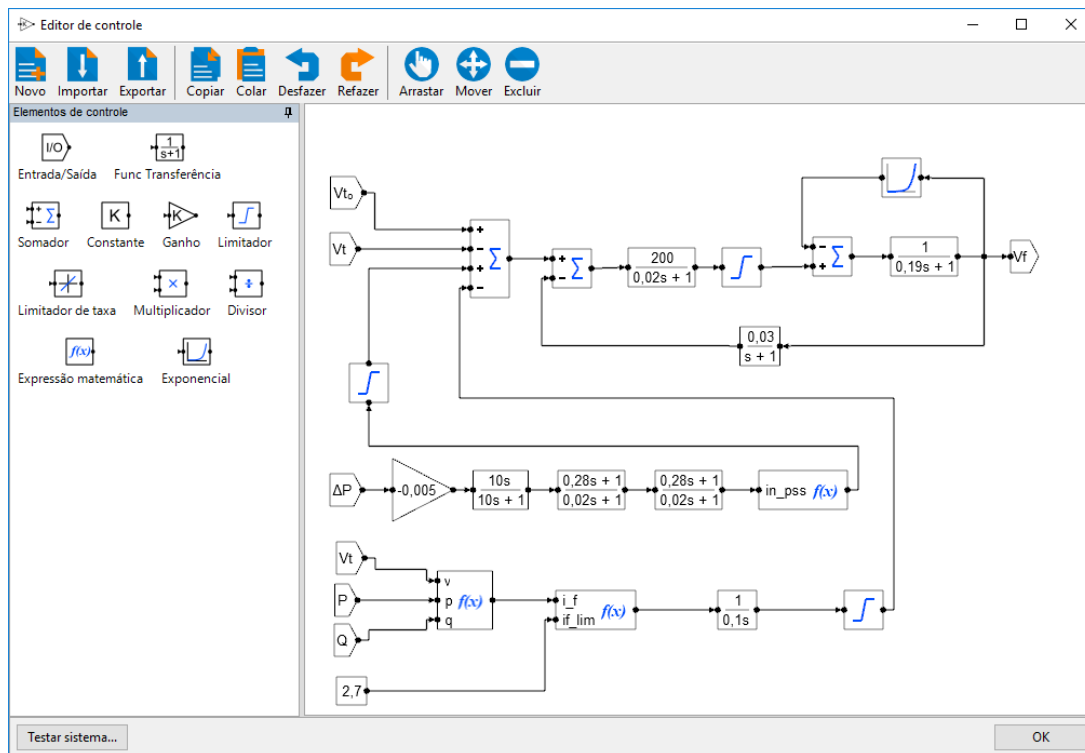 Editor de controle
Novo Importar Exportar Copiar Colar Desfazer Refazer Arrastar Mover Excluir
Elementos de controle
I/O
1
s+1
Entrada/Saída Func Transferência
+ - Σ K K
Somador Constante Ganho Limitador
× ÷
Limitador de taxa Multiplicador Divisor
f(x)
Expressão matemática Exponencial
Vt₀
Vt
+
-
+
-
Σ
+
-
Σ
200
0,02s + 1
-
+
Σ
1
0,19s + 1
Vf
0,03
s + 1
ΔP
-0,005
10s
10s + 1
0,28s + 1
0,02s + 1
0,28s + 1
0,02s + 1
in_pss f(x)
Vt
P
Q
v
p f(x)
q
i_f
if_lim f(x)
1
0,1s
2,7
Testar sistema... OK